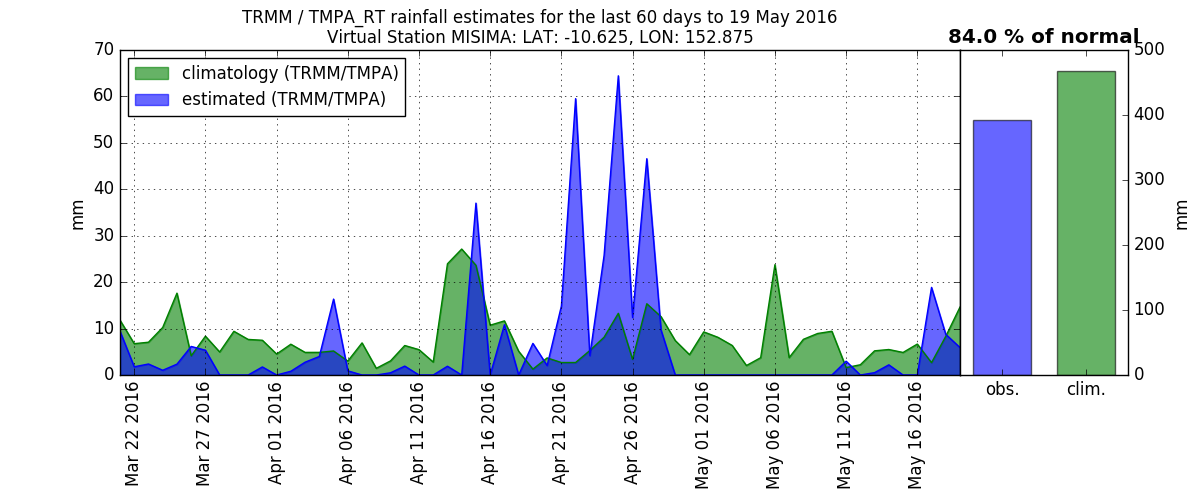 TRMM / TMPA_RT rainfall estimates for the last 60 days to 19 May 2016
Virtual Station MISIMA: LAT: -10.625, LON: 152.875
84.0 % of normal
climatology (TRMM/TMPA)
estimated (TRMM/TMPA)
70
60
50
40
30
20
10
0
mm
Mar 22 2016
Mar 27 2016
Apr 01 2016
Apr 06 2016
Apr 11 2016
Apr 16 2016
Apr 21 2016
Apr 26 2016
May 01 2016
May 06 2016
May 11 2016
May 16 2016
500
400
300
200
100
0
mm
obs.
clim.